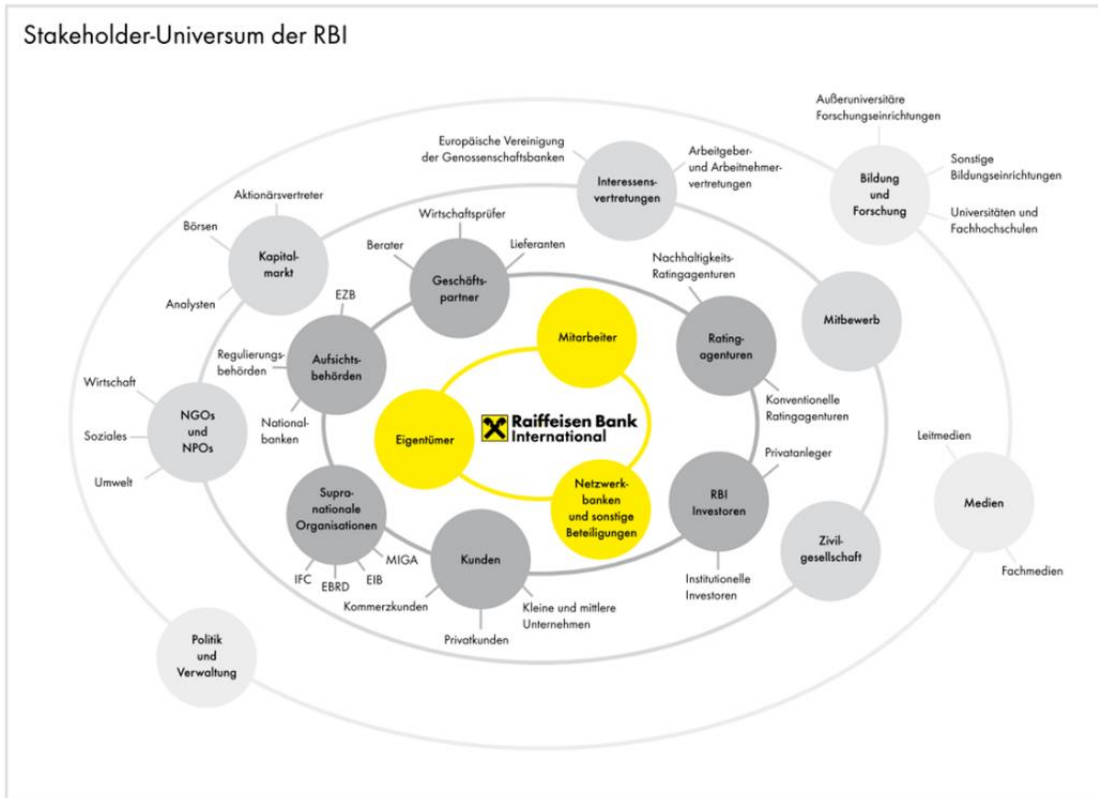 Stakeholder-Universum der RBI
Außeruniversitäre
Forschungseinrichtungen
Sonstige
Bildungseinrichtungen
Bildung
und
Forschung
Universitäten und
Fachhochschulen
Europäische Vereinigung
der Genossenschaftsbanken
Arbeitgeber-
und Arbeitnehmer-
vertretungen
Interessens-
vertretungen
Aktionärsvertreter
Börsen
Kapital-
markt
Analysten
Wirtschaftsprüfer
Berater
Lieferanten
Geschäfts-
partner
Nachhaltigkeits-
Ratingagenturen
Rating-
agenturen
Konventionelle
Ratingagenturen
Mitbewerb
EZB
Regulierungs-
behörden
Aufsichts-
behörden
National-
banken
Mitarbeiter
Wirtschaft
NGOs
und
NPOs
Soziales
Umwelt
Eigentümer
Raiffeisen Bank
International
Netzwerk-
banken
und sonstige
Beteiligungen
Privatanleger
RBI
Investoren
Institutionelle
Investoren
Leitmedien
Medien
Fachmedien
Zivil-
gesellschaft
Supra-
nationale
Organisationen
IFC
EBRD
EIB
MIGA
Kunden
Kommerzkunden
Privatkunden
Kleine und mittlere
Unternehmen
Politik
und
Verwaltung